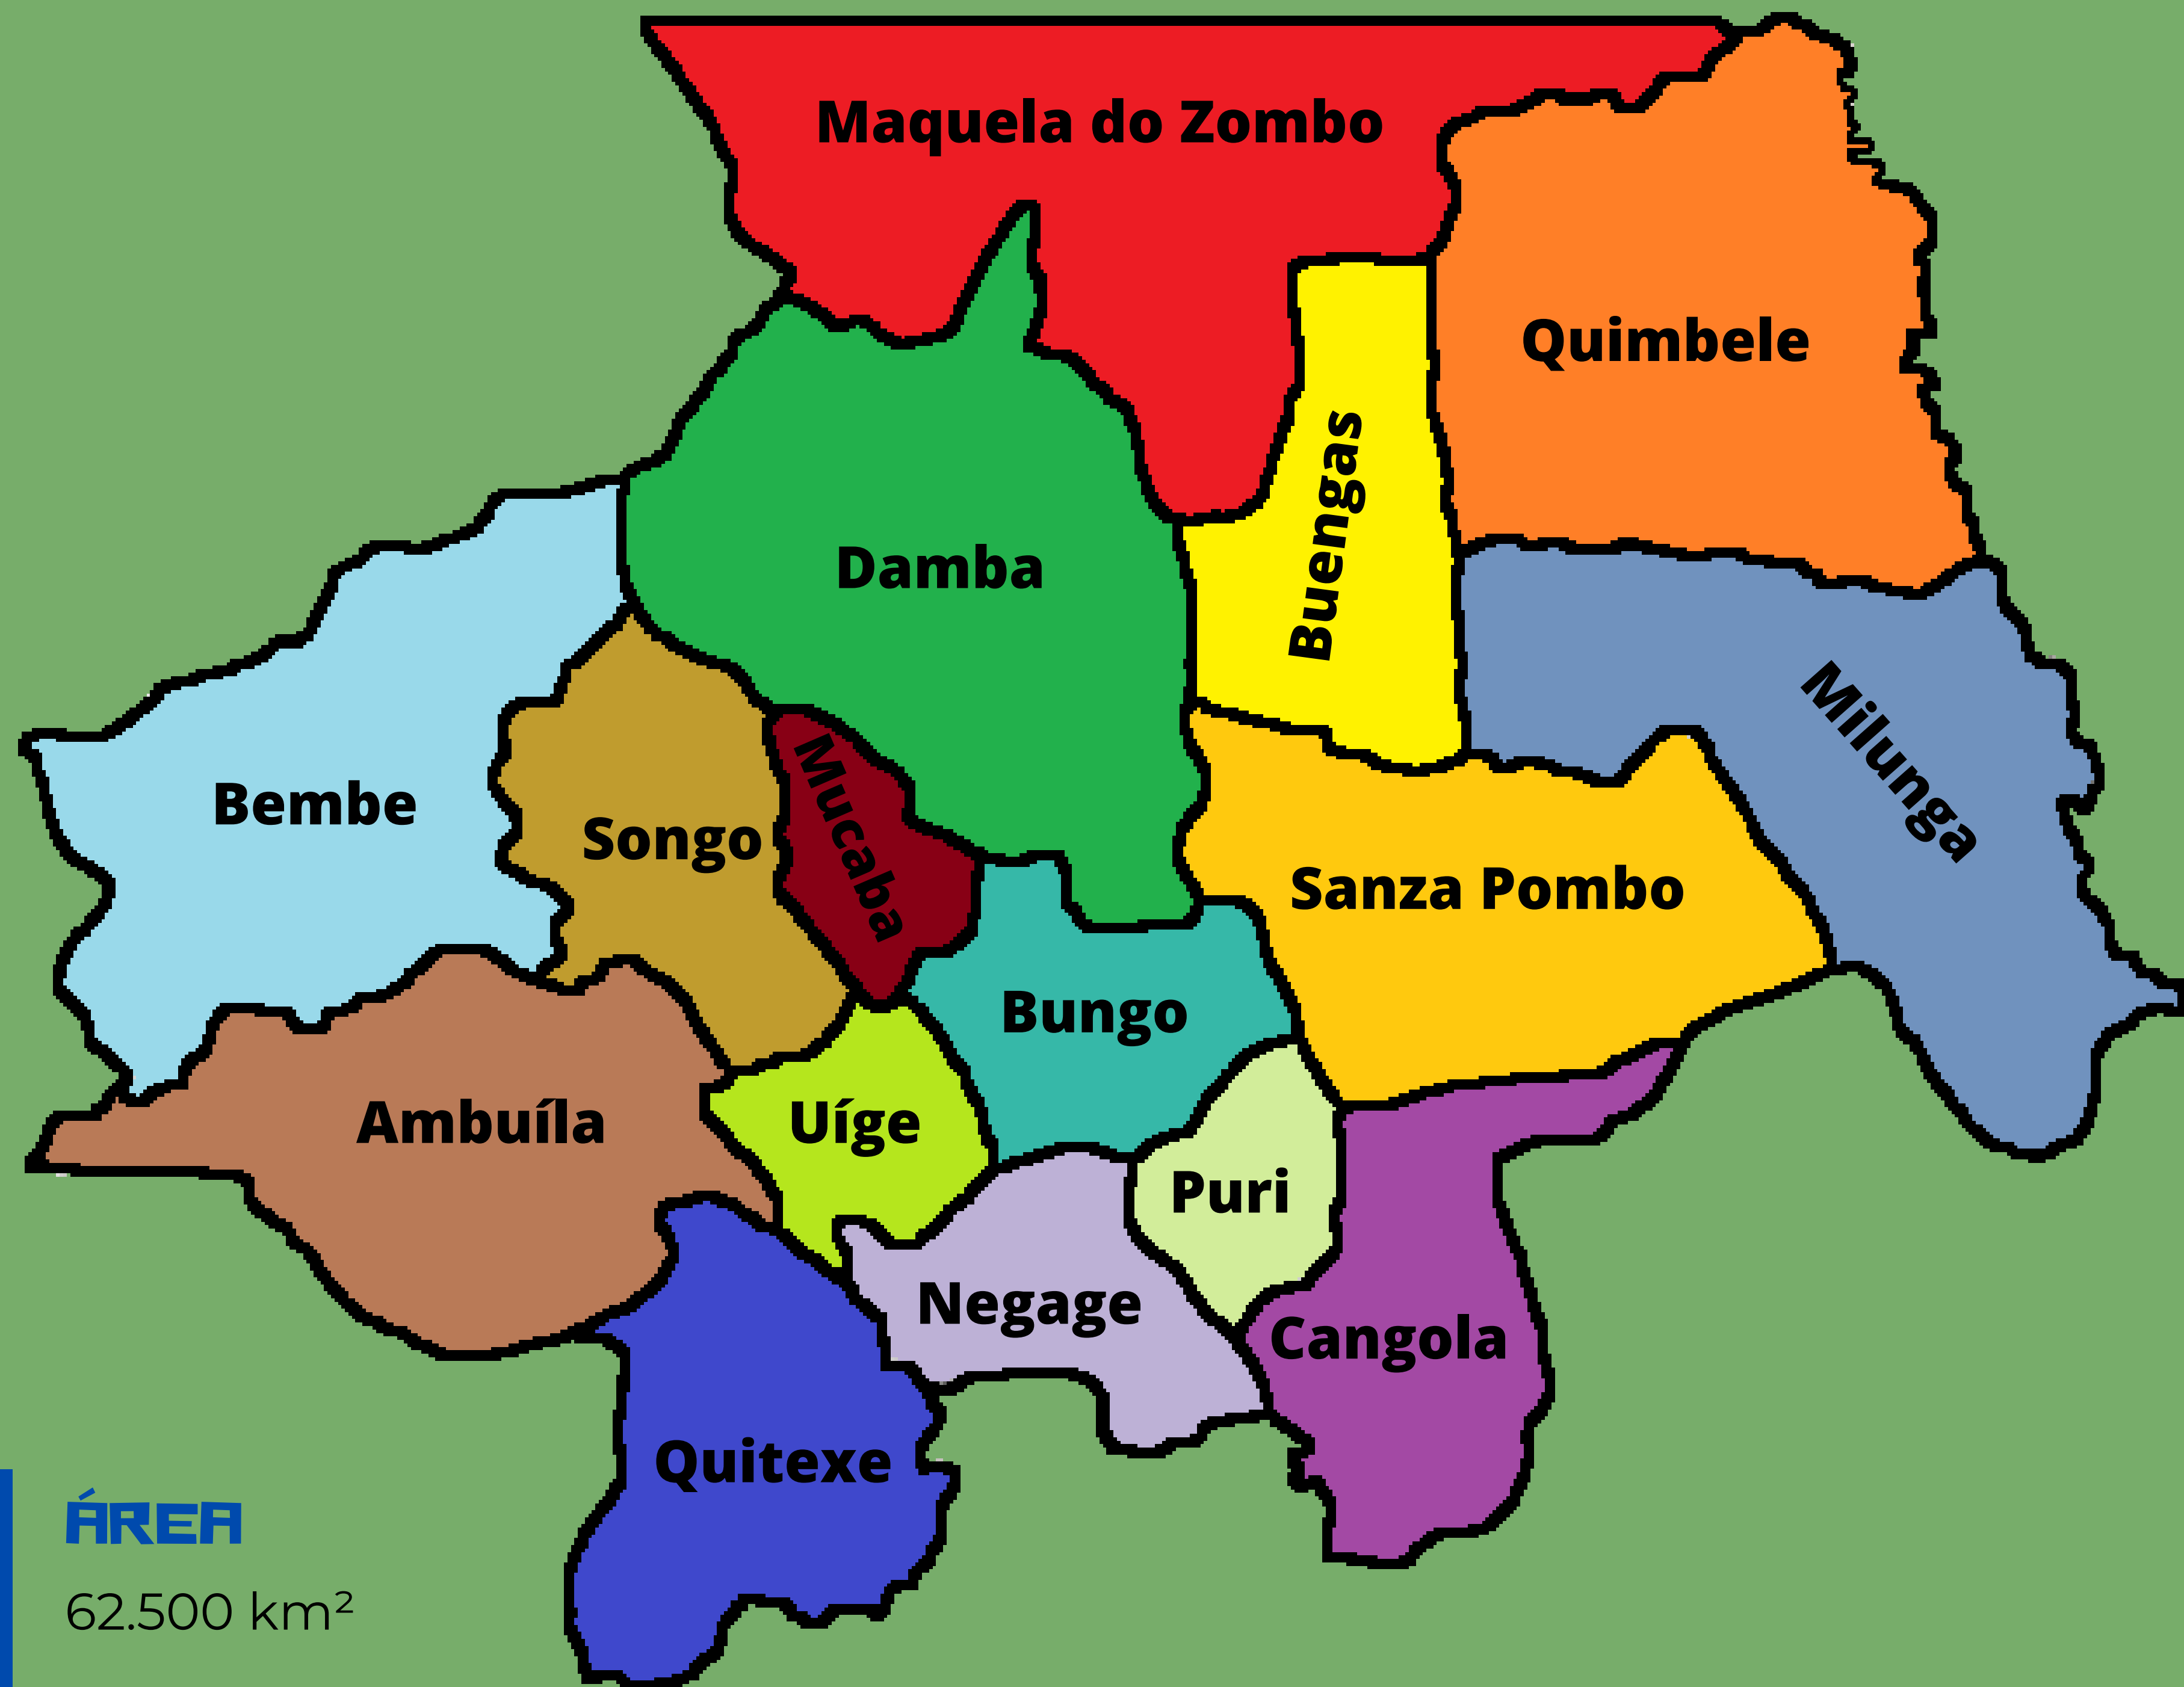 Maquela do Zombo
Quimbele
Buengas
Damba
Milunga
Bembe
Songo
Mucaba
Sanza Pombo
Bungo
Ambuíla
Uíge
Puri
Negage
Cangola
Quitexe
ÁREA
62.500 km²